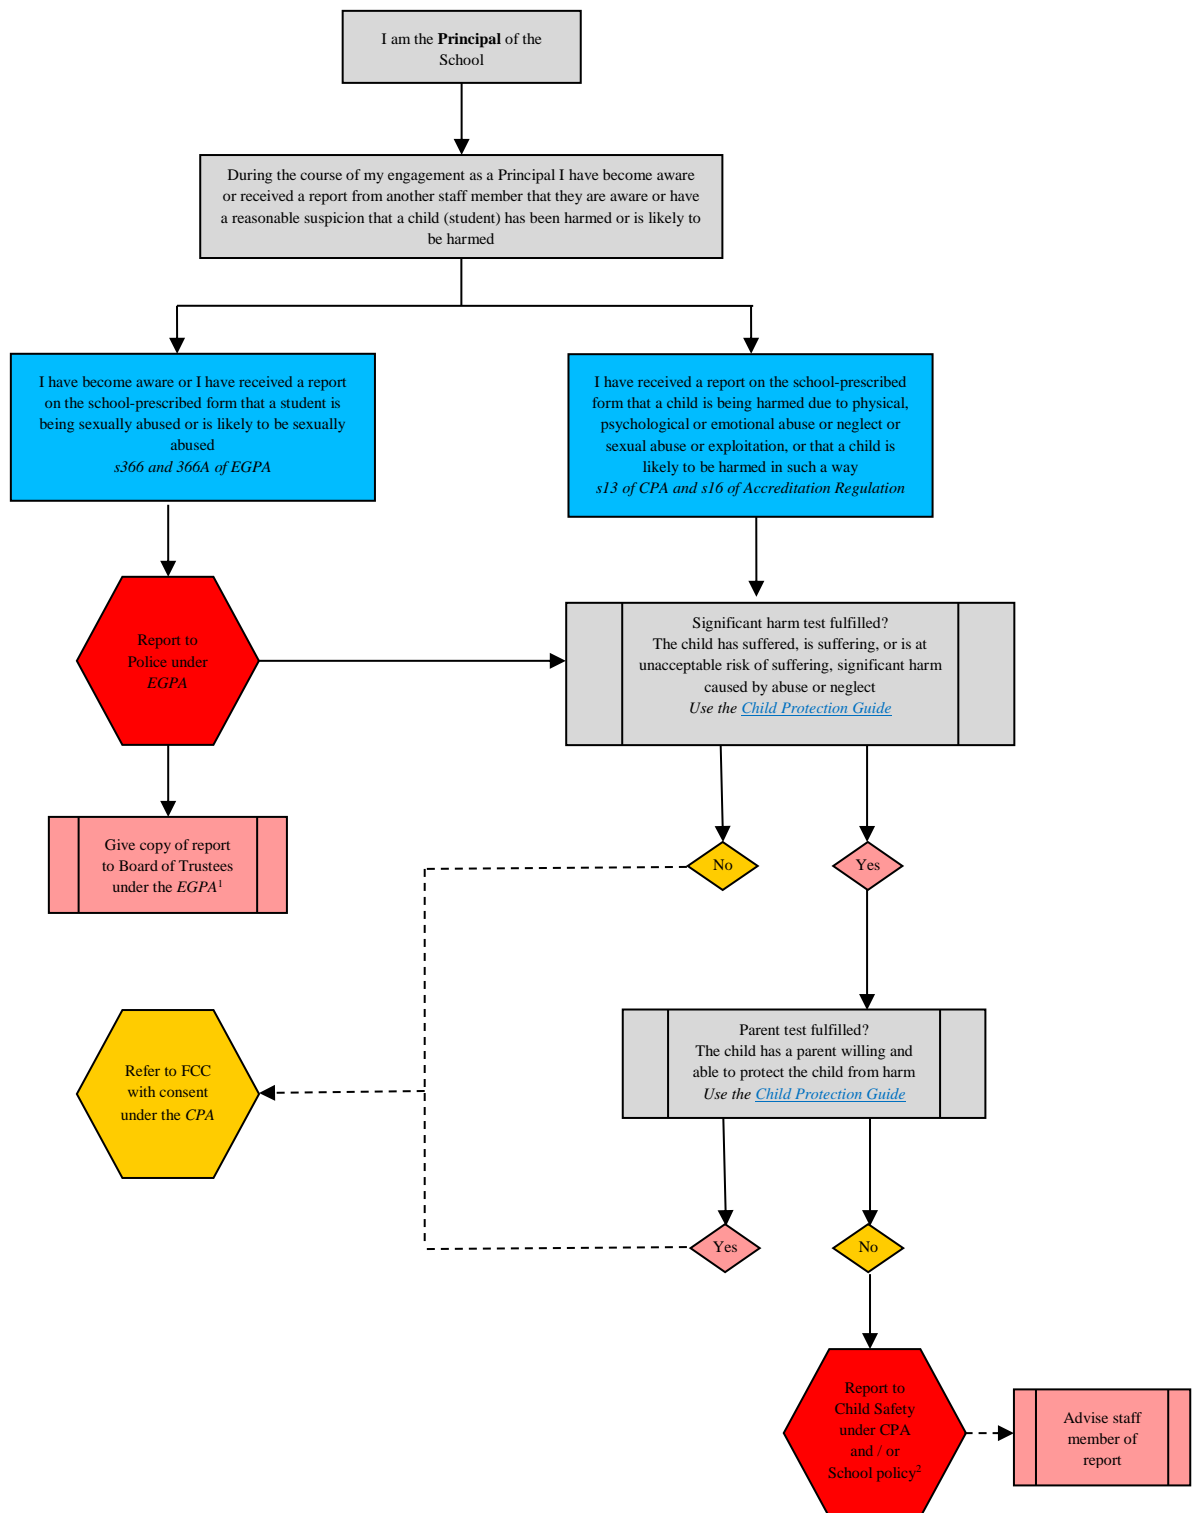 I am the Principal of the
School
During the course of my engagement as a Principal I have become aware
or received a report from another staff member that they are aware or have
a reasonable suspicion that a child (student) has been harmed or is likely to
be harmed
I have become aware or I have received a report
on the school-prescribed form that a student is
being sexually abused or is likely to be sexually
abused
s366 and 366A of EGPA
I have received a report on the school-prescribed
form that a child is being harmed due to physical,
psychological or emotional abuse or neglect or
sexual abuse or exploitation, or that a child is
likely to be harmed in such a way
s13 of CPA and s16 of Accreditation Regulation
Report to
Police under
EGPA
Significant harm test fulfilled?
The child has suffered, is suffering, or is at
unacceptable risk of suffering, significant harm
caused by abuse or neglect
Use the Child Protection Guide
Give copy of report
to Board of Trustees
under the EGPA¹
No
Yes
Refer to FCC
with consent
under the CPA
Parent test fulfilled?
The child has a parent willing and
able to protect the child from harm
Use the Child Protection Guide
Yes
No
Report to
Child Safety
under CPA
and / or
School policy²
Advise staff
member of
report